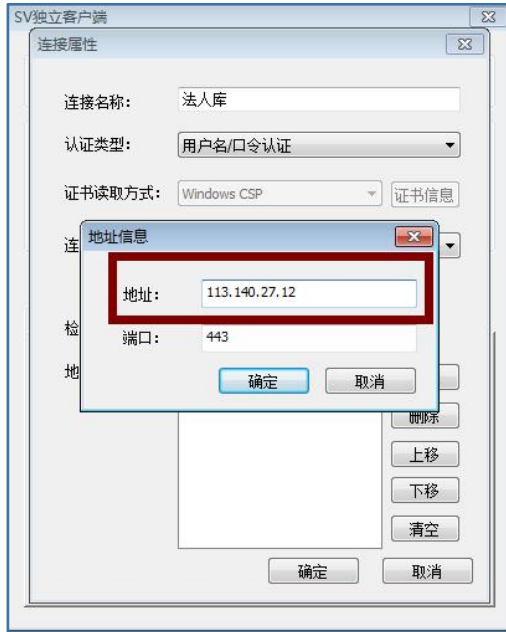 SV独立客户端
连接属性
连接名称: 法人库
认证类型: 用户名/口令认证
证书读取方式: Windows CSP 证书信息
连
地址信息
地址: 113.140.27.12
检
端口: 443
地
确定 取消
删除
上移
下移
清空
确定 取消